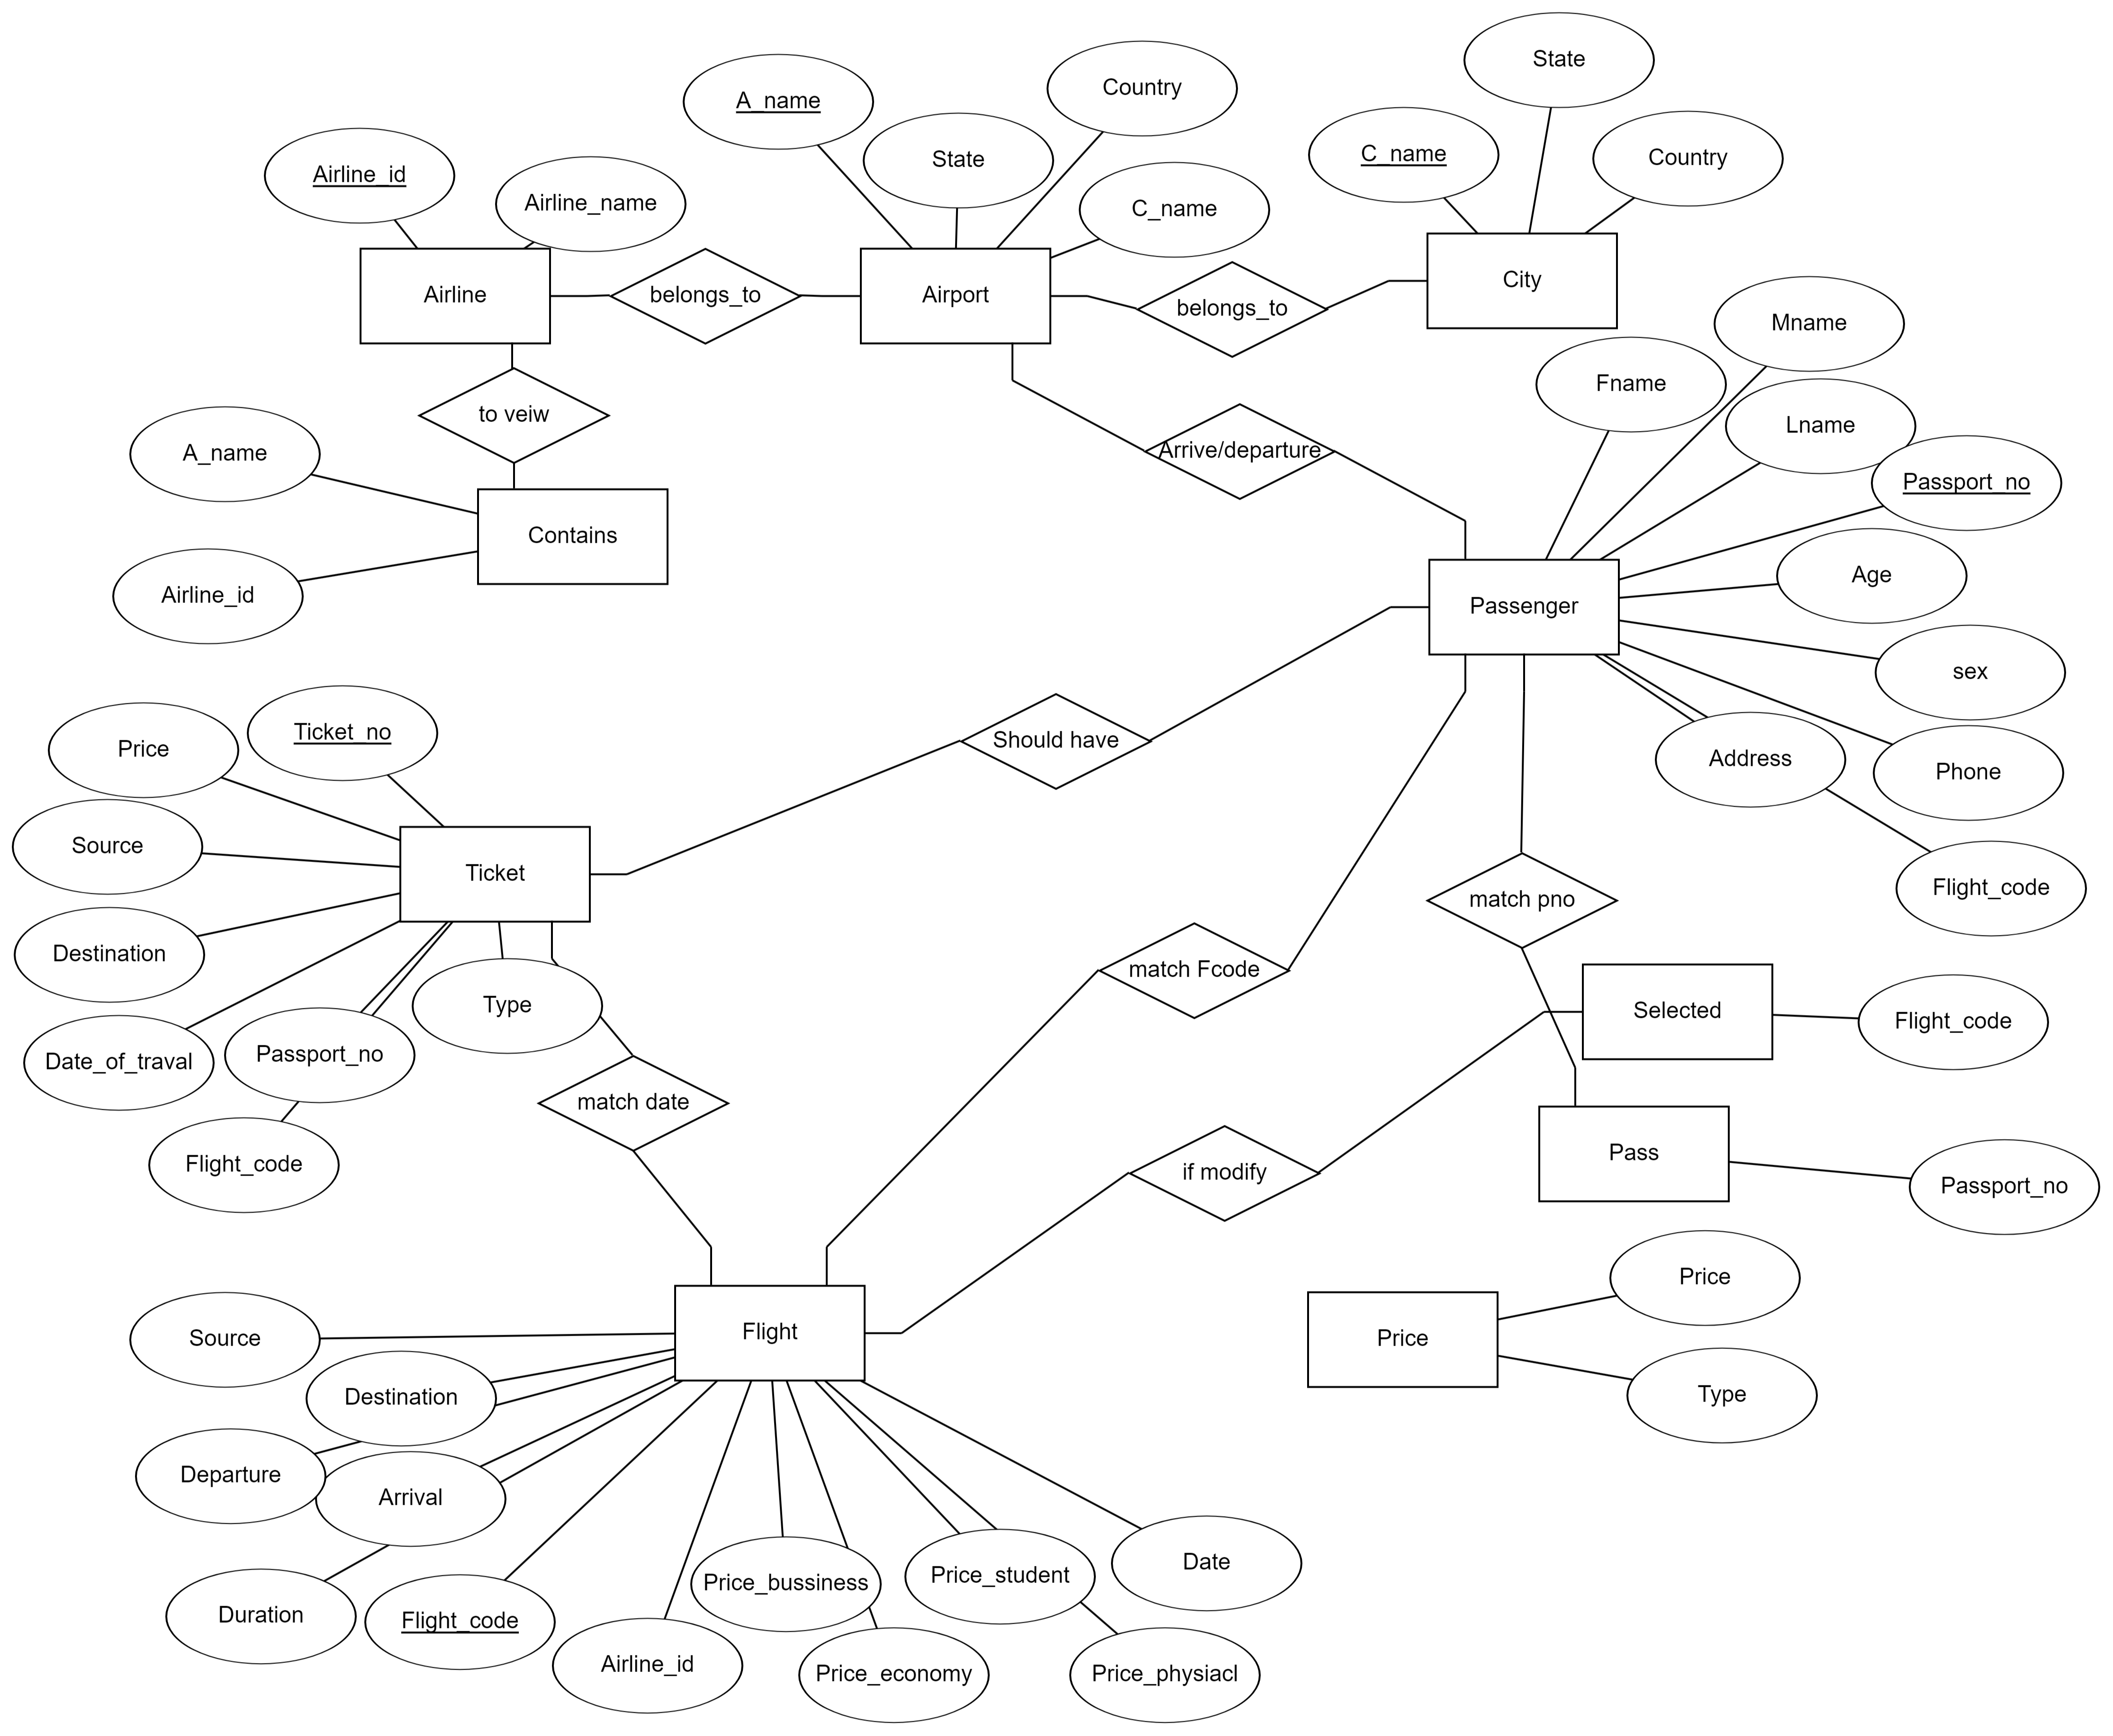 State
Country
A_name
C_name
Country
State
Airline_id
Airline_name
C_name
City
Airline
belongs_to
Airport
belongs_to
Mname
Fname
to veiw
Lname
A_name
Arrive/departure
Passport_no
Contains
Age
Airline_id
Passenger
sex
Ticket_no
Price
Should have
Address
Phone
Source
Ticket
Flight_code
match pno
Destination
match Fcode
Type
Selected
Flight_code
Date_of_traval
Passport_no
match date
Pass
Flight_code
if modify
Passport_no
Price
Source
Flight
Price
Destination
Type
Departure
Arrival
Date
Price_bussiness
Price_student
Duration
Flight_code
Airline_id
Price_economy
Price_physiacl